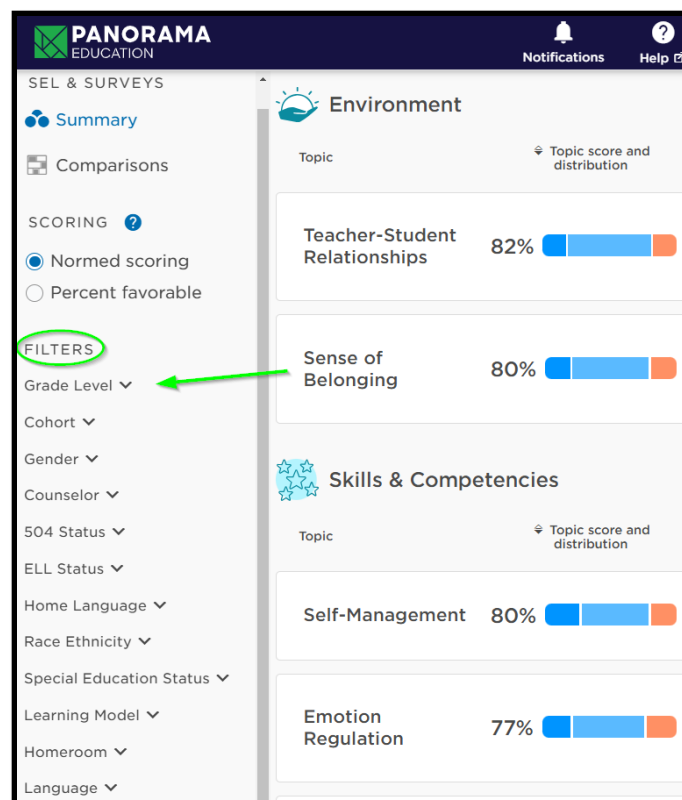 PANORAMA
EDUCATION
Notifications
Help
SEL & SURVEYS
Summary
Comparisons
SCORING ?
Normed scoring
Percent favorable
FILTERS
Grade Level
Cohort
Gender
Counselor
504 Status
ELL Status
Home Language
Race Ethnicity
Special Education Status
Learning Model
Homeroom
Language
Environment
Topic
Topic score and
distribution
Teacher-Student
Relationships
82%
Sense of
Belonging
80%
Skills & Competencies
Topic
Topic score and
distribution
Self-Management
80%
Emotion
Regulation
77%